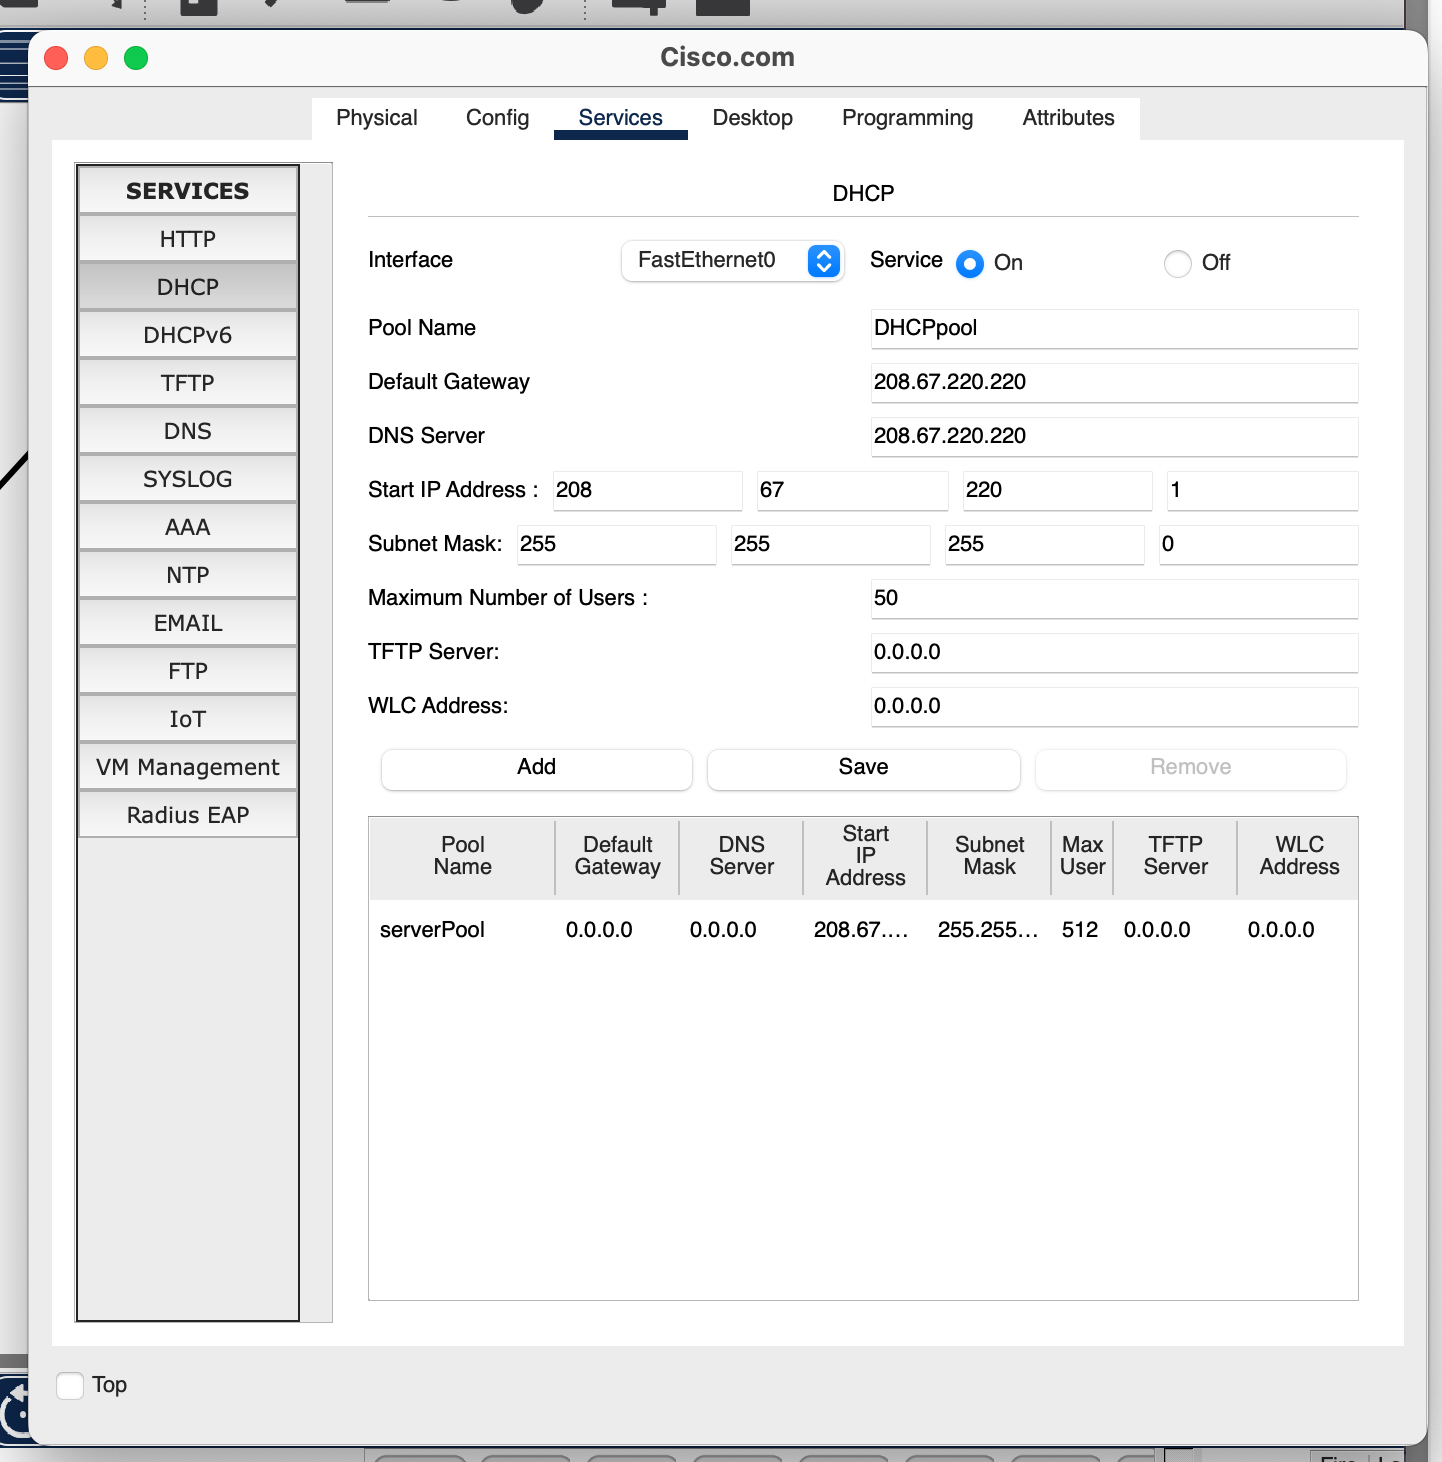 Cisco.com
Physical Config Services Desktop Programming Attributes
SERVICES
HTTP
DHCP
DHCPv6
TFTP
DNS
SYSLOG
AAA
NTP
EMAIL
FTP
IoT
VM Management
Radius EAP
DHCP
Interface FastEthernet0 Service On Off
Pool Name DHCPpool
Default Gateway 208.67.220.220
DNS Server 208.67.220.220
Start IP Address : 208 67 220 1
Subnet Mask: 255 255 255 0
Maximum Number of Users : 50
TFTP Server: 0.0.0.0
WLC Address: 0.0.0.0
Add Save Remove
Pool Name Default Gateway DNS Server Start IP Address Subnet Mask Max User TFTP Server WLC Address
serverPool 0.0.0.0 0.0.0.0 208.67.... 255.255... 512 0.0.0.0 0.0.0.0
Top